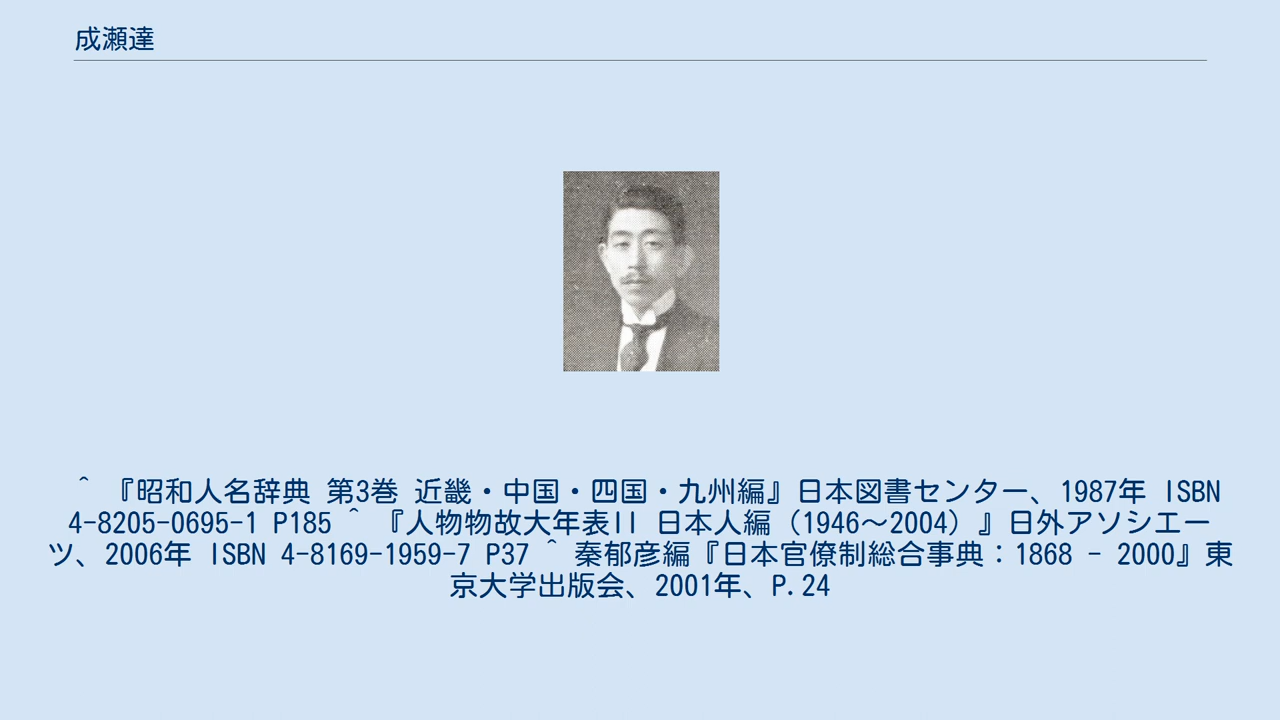 成瀬達
^ 『昭和人名辞典 第3巻 近畿・中国・四国・九州編』日本図書センター、1987年 ISBN
4-8205-0695-1 P185 ^ 『人物物故大年表II 日本人編（1946～2004）』日外アソシエー
ツ、2006年 ISBN 4-8169-1959-7 P37 ^ 秦郁彦編『日本官僚制総合事典：1868 - 2000』東
京大学出版会、2001年、P.24